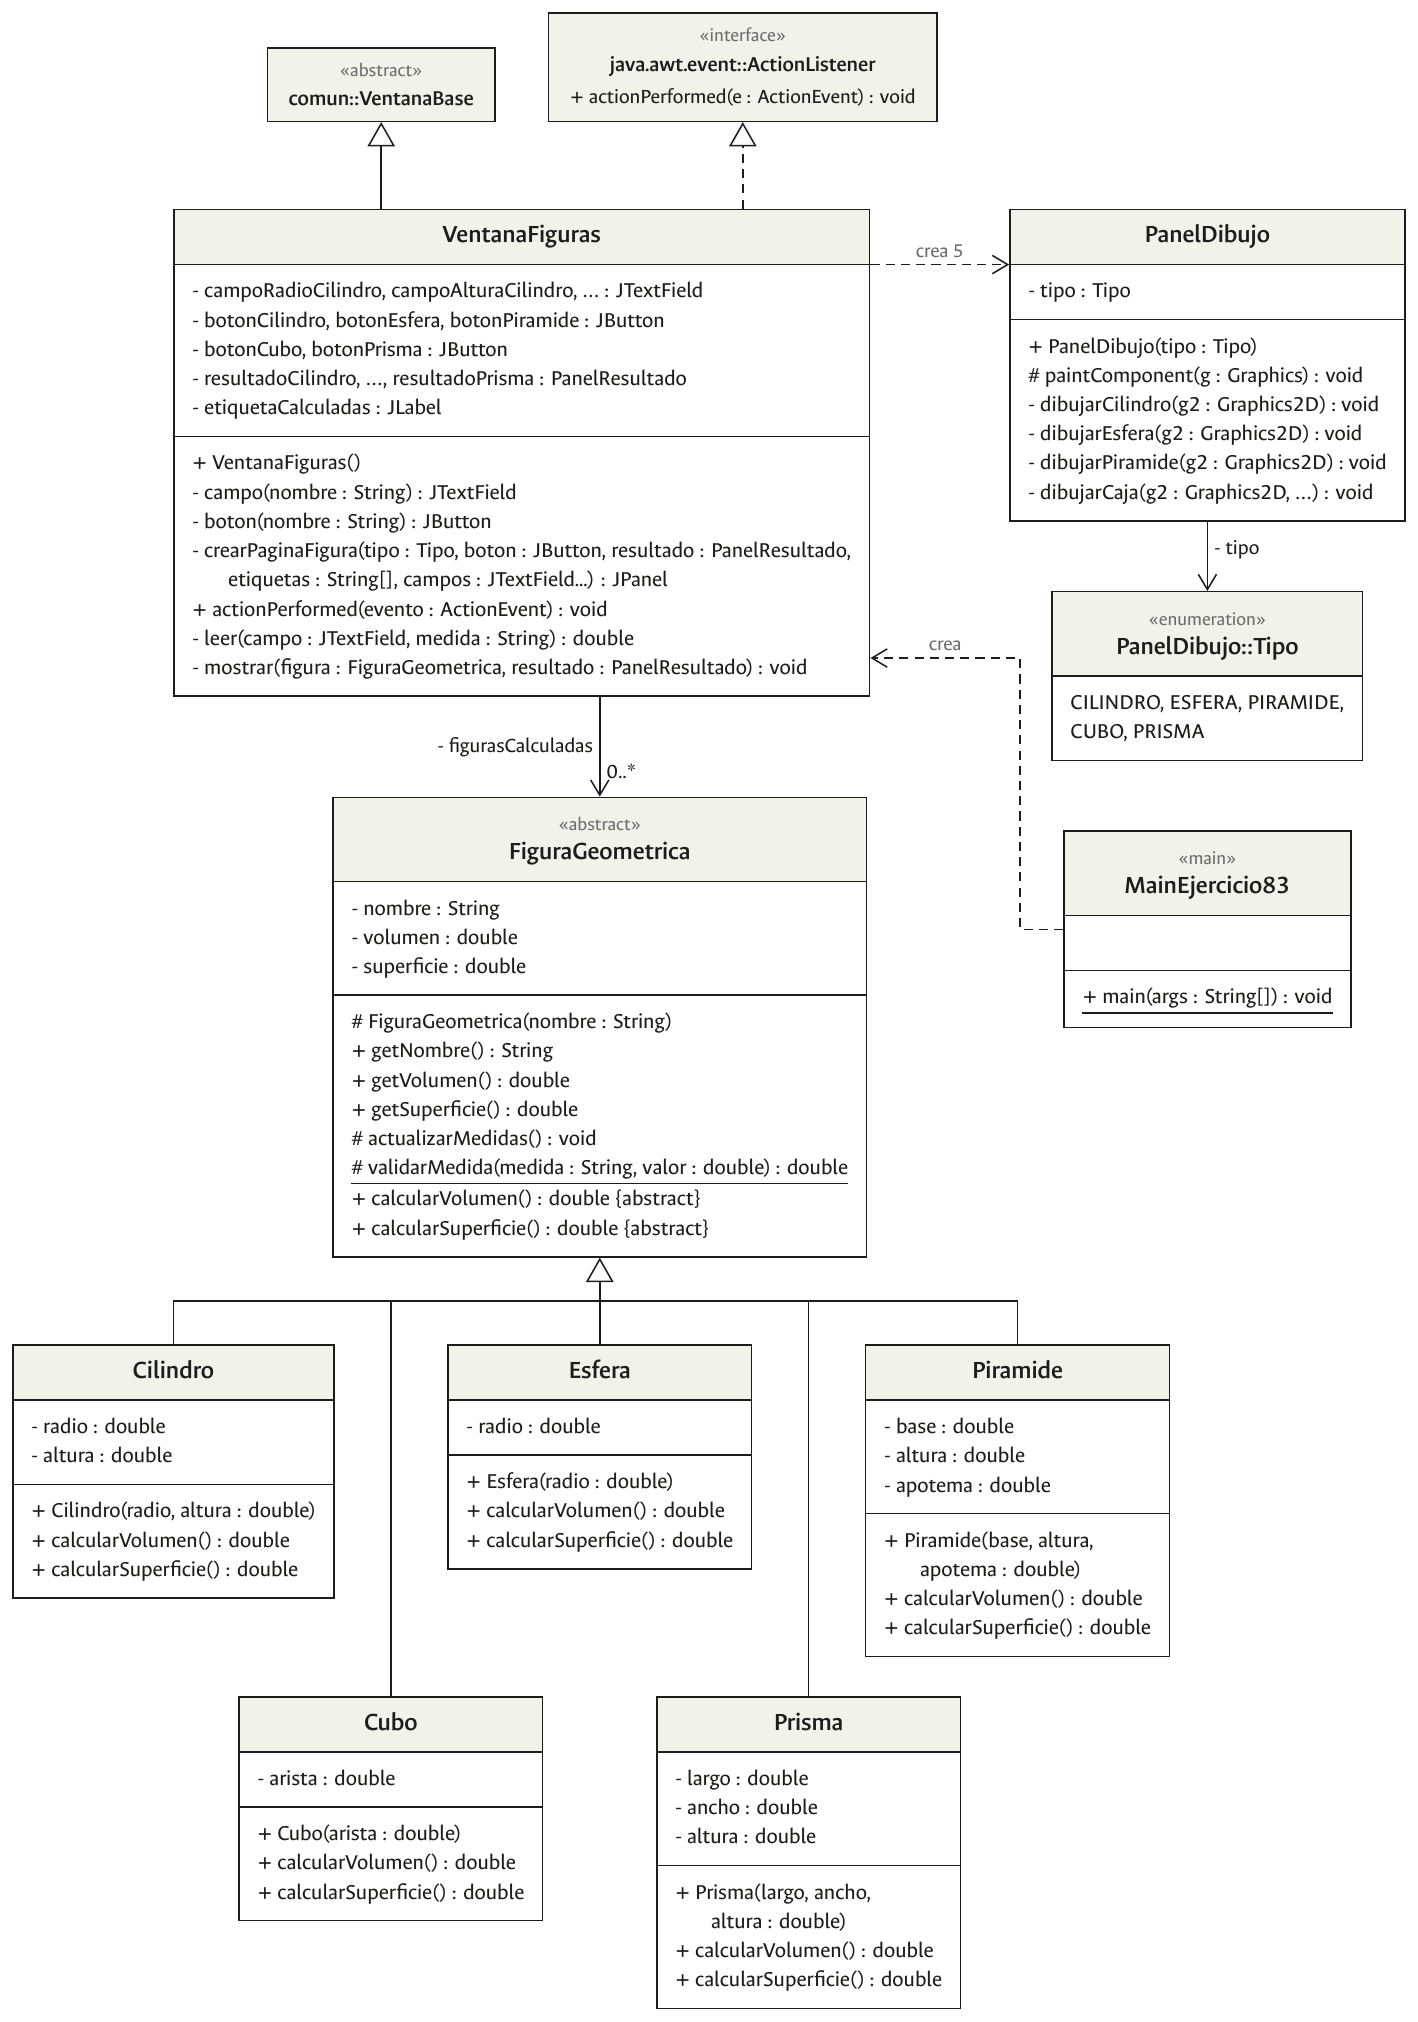 «abstract»
comun::VentanaBase
«interface»
java.awt.event::ActionListener
+ actionPerformed(e : ActionEvent) : void
VentanaFiguras
- campoRadioCilindro, campoAlturaCilindro, ... : JTextField
- botonCilindro, botonEsfera, botonPiramide : JButton
- botonCubo, botonPrisma : JButton
- resultadoCilindro, ..., resultadoPrisma : PanelResultado
- etiquetaCalculadas : JLabel
+ VentanaFiguras()
- campo(nombre : String) : JTextField
- boton(nombre : String) : JButton
- crearPaginaFigura(tipo : Tipo, boton : JButton, resultado : PanelResultado,
etiquetas : String[], campos : JTextField...) : JPanel
+ actionPerformed(evento : ActionEvent) : void
- leer(campo : JTextField, medida : String) : double
- mostrar(figura : FiguraGeometrica, resultado : PanelResultado) : void
crea 5
PanelDibujo
- tipo : Tipo
+ PanelDibujo(tipo : Tipo)
# paintComponent(g : Graphics) : void
- dibujarCilindro(g2 : Graphics2D) : void
- dibujarEsfera(g2 : Graphics2D) : void
- dibujarPiramide(g2 : Graphics2D) : void
- dibujarCaja(g2 : Graphics2D, ...) : void
- tipo
«enumeration»
PanelDibujo::Tipo
CILINDRO, ESFERA, PIRAMIDE,
CUBO, PRISMA
crea
- figurasCalculadas
0..*
«main»
MainEjercicio83
+ main(args : String[]) : void
«abstract»
FiguraGeometrica
- nombre : String
- volumen : double
- superficie : double
# FiguraGeometrica(nombre : String)
+ getNombre() : String
+ getVolumen() : double
+ getSuperficie() : double
# actualizarMedidas() : void
# validarMedida(medida : String, valor : double) : double
+ calcularVolumen() : double {abstract}
+ calcularSuperficie() : double {abstract}
Cilindro
- radio : double
- altura : double
+ Cilindro(radio, altura : double)
+ calcularVolumen() : double
+ calcularSuperficie() : double
Esfera
- radio : double
+ Esfera(radio : double)
+ calcularVolumen() : double
+ calcularSuperficie() : double
Piramide
- base : double
- altura : double
- apotema : double
+ Piramide(base, altura,
apotema : double)
+ calcularVolumen() : double
+ calcularSuperficie() : double
Cubo
- arista : double
+ Cubo(arista : double)
+ calcularVolumen() : double
+ calcularSuperficie() : double
Prisma
- largo : double
- ancho : double
- altura : double
+ Prisma(largo, ancho,
altura : double)
+ calcularVolumen() : double
+ calcularSuperficie() : double